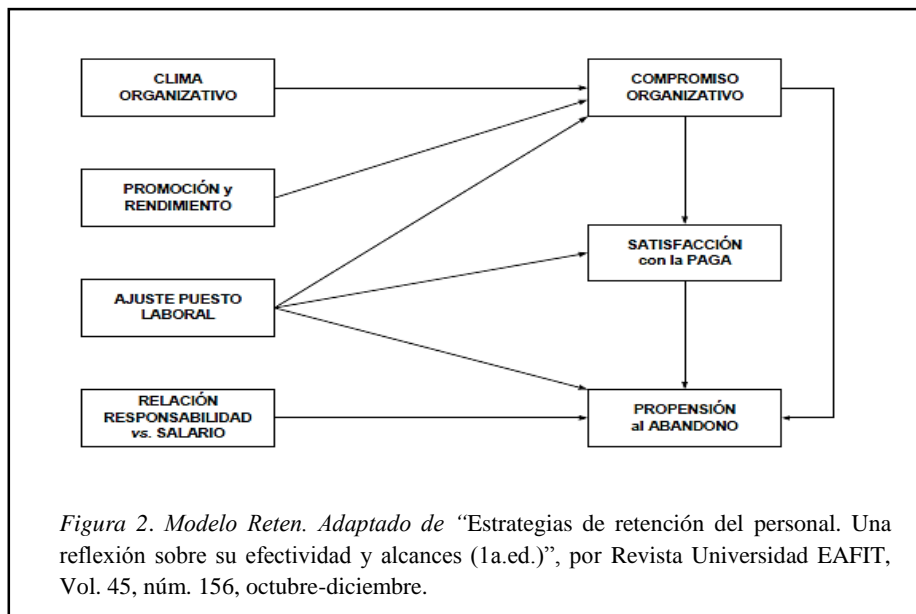 CLIMA
ORGANIZATIVO
COMPROMISO
ORGANIZATIVO
PROMOCIÓN y
RENDIMIENTO
SATISFACCIÓN
con la PAGA
AJUSTE PUESTO
LABORAL
RELACIÓN
RESPONSABILIDAD
vs. SALARIO
PROPENSIÓN
al ABANDONO
Figura 2. Modelo Reten. Adaptado de “Estrategias de retención del personal. Una
reflexión sobre su efectividad y alcances (1a.ed.)”, por Revista Universidad EAFIT,
Vol. 45, núm. 156, octubre-diciembre.